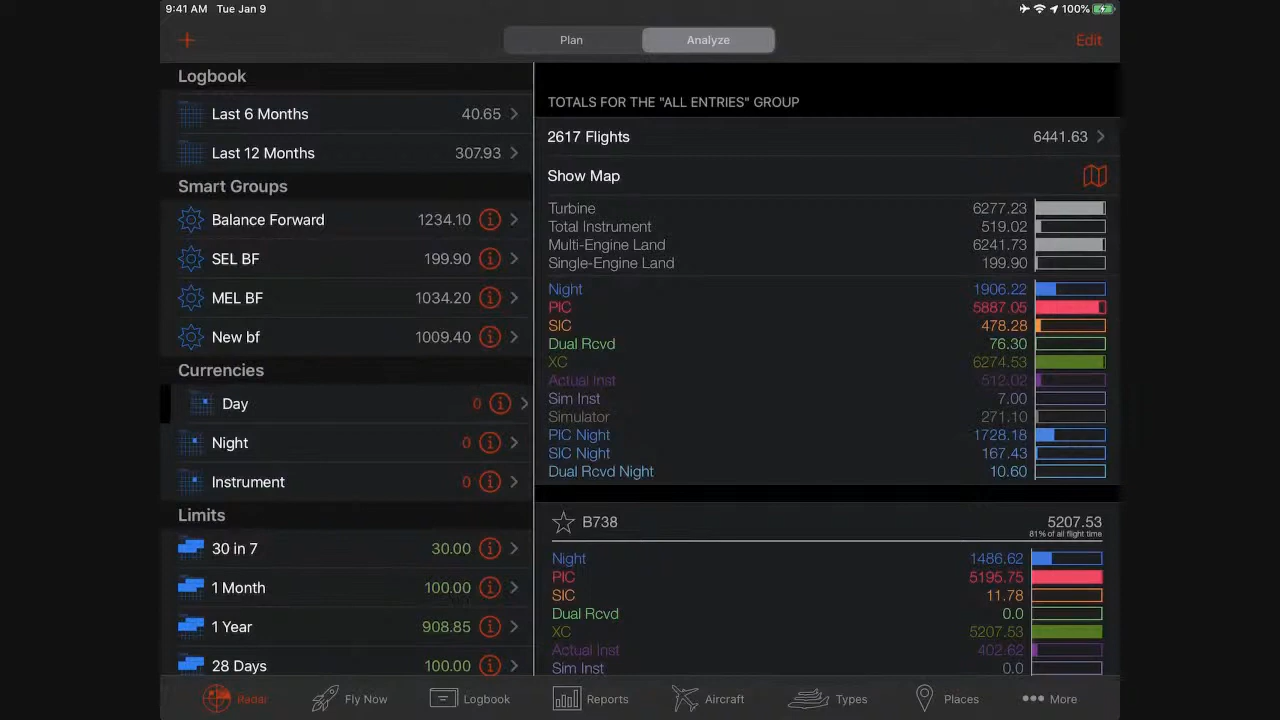 9:41 AM Tue Jan 9 100%
Plan Analyze Edit
Logbook
Last 6 Months 40.65
Last 12 Months 307.93
Smart Groups
Balance Forward 1234.10
SEL BF 199.90
MEL BF 1034.20
New bf 1009.40
Currencies
Day 0
Night 0
Instrument 0
Limits
30 in 7 30.00
1 Month 100.00
1 Year 908.85
28 Days 100.00
TOTALS FOR THE "ALL ENTRIES" GROUP
2617 Flights 6441.63
Show Map
Turbine 6277.23
Total Instrument 519.02
Multi-Engine Land 6241.73
Single-Engine Land 199.90
Night 1906.22
PIC 5887.05
SIC 478.28
Dual Rcvd 76.30
XC 6274.53
Actual Inst 512.02
Sim Inst 7.00
Simulator 271.10
PIC Night 1728.18
SIC Night 167.43
Dual Rcvd Night 10.60
B738 5207.53
81% of all flight time
Night 1486.62
PIC 5195.75
SIC 11.78
Dual Rcvd 0.0
XC 5207.53
Actual Inst 402.62
Sim Inst 0.0
Radar Fly Now Logbook Reports Aircraft Types Places More